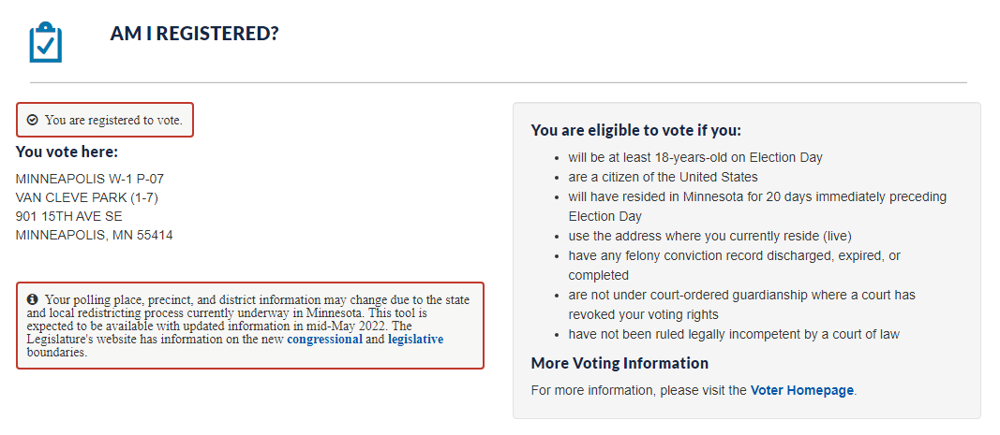 AM I REGISTERED?
You are registered to vote.
You vote here:
MINNEAPOLIS W-1 P-07
VAN CLEVE PARK (1-7)
901 15TH AVE SE
MINNEAPOLIS, MN 55414
Your polling place, precinct, and district information may change due to the state
and local redistricting process currently underway in Minnesota. This tool is
expected to be available with updated information in mid-May 2022. The
Legislature's website has information on the new congressional and legislative
boundaries.
You are eligible to vote if you:
• will be at least 18-years-old on Election Day
• are a citizen of the United States
• will have resided in Minnesota for 20 days immediately preceding
Election Day
• use the address where you currently reside (live)
• have any felony conviction record discharged, expired, or
completed
• are not under court-ordered guardianship where a court has
revoked your voting rights
• have not been ruled legally incompetent by a court of law
More Voting Information
For more information, please visit the Voter Homepage.